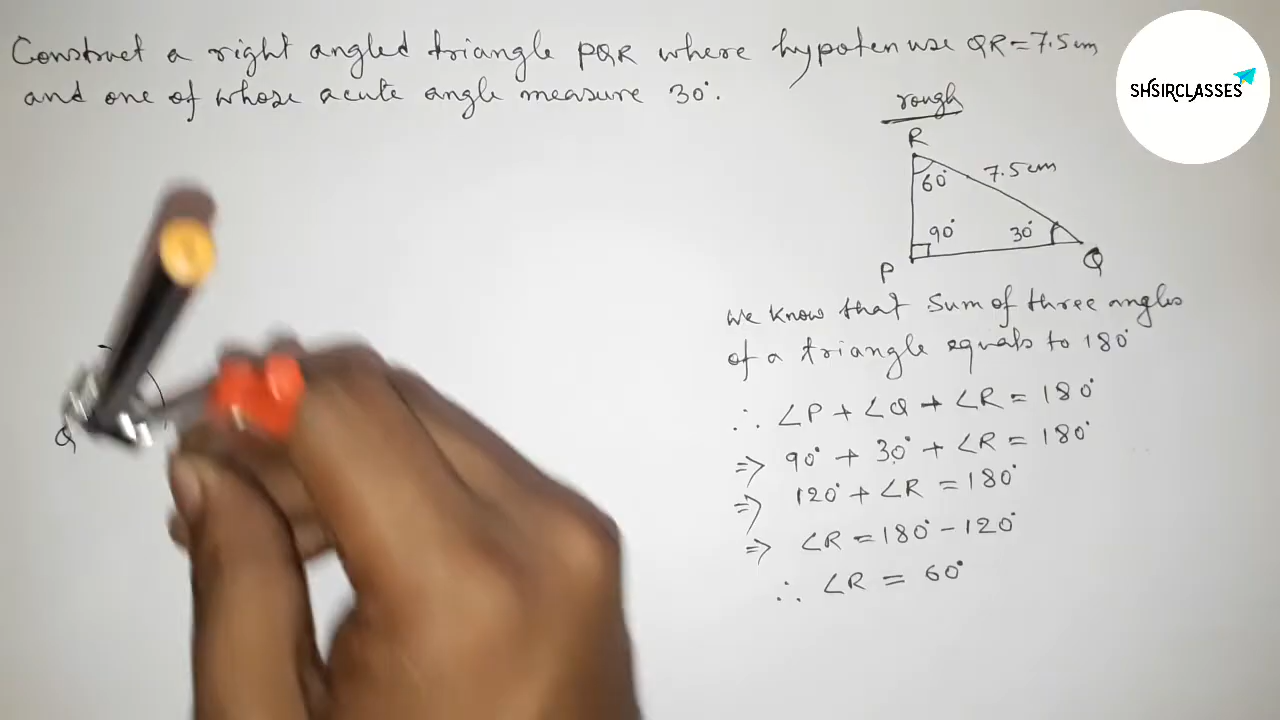 Construct a right angled triangle PQR where hypotenuse QR=7.5cm
and one of whose acute angle measure 30°.
SHSIRCLASSES
rough
R
60° 7.5cm
90° 30°
P Q
We know that sum of three angles
of a triangle equals to 180°
∴ ∠P + ∠Q + ∠R = 180°
⇒ 90° + 30° + ∠R = 180°
⇒ 120° + ∠R = 180°
⇒ ∠R = 180° - 120°
∴ ∠R = 60°
Q